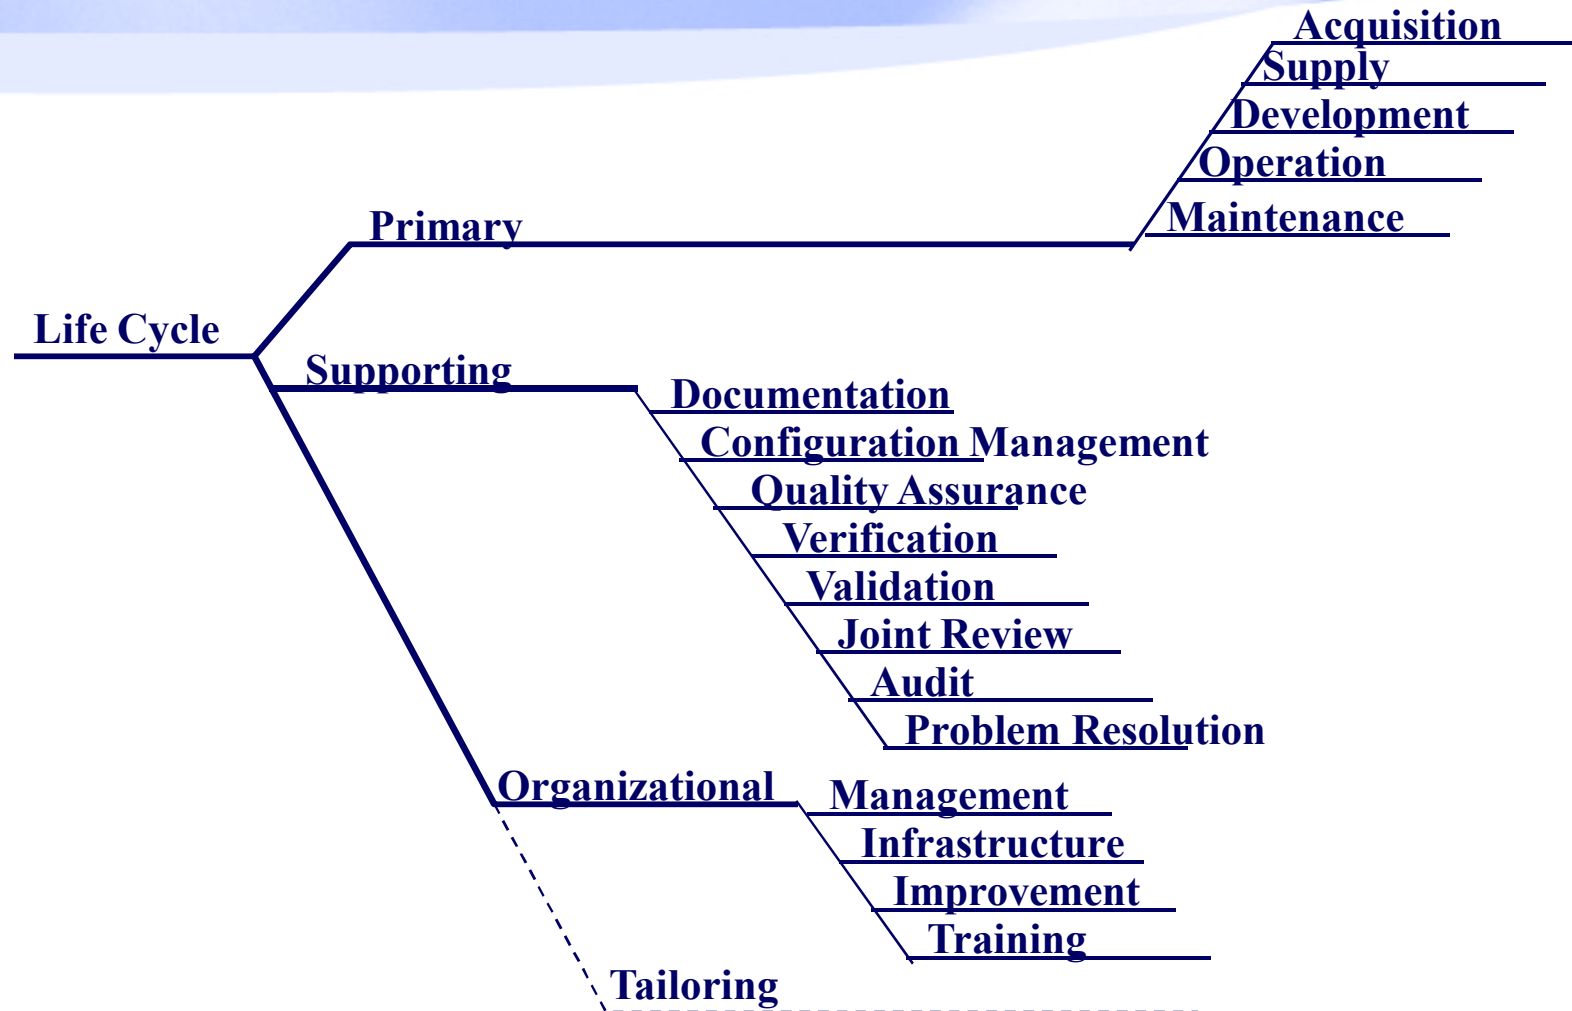 Acquisition
Supply
Development
Operation
Maintenance
Primary
Life Cycle
Supporting
Documentation
Configuration Management
Quality Assurance
Verification
Validation
Joint Review
Audit
Problem Resolution
Organizational
Management
Infrastructure
Improvement
Training
Tailoring